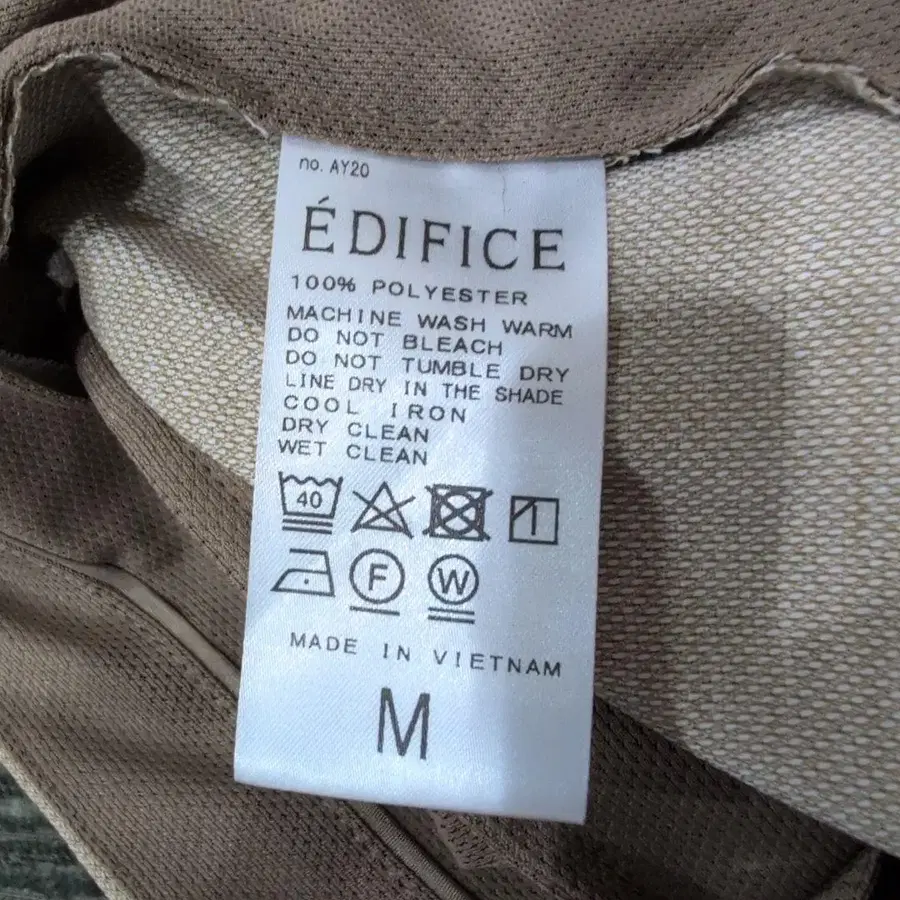 no. AY20
ÉDIFICE
100% POLYESTER
MACHINE WASH WARM
DO NOT BLEACH
DO NOT TUMBLE DRY
LINE DRY IN THE SHADE
COOL IRON
DRY CLEAN
WET CLEAN
40
F W
MADE IN VIETNAM
M